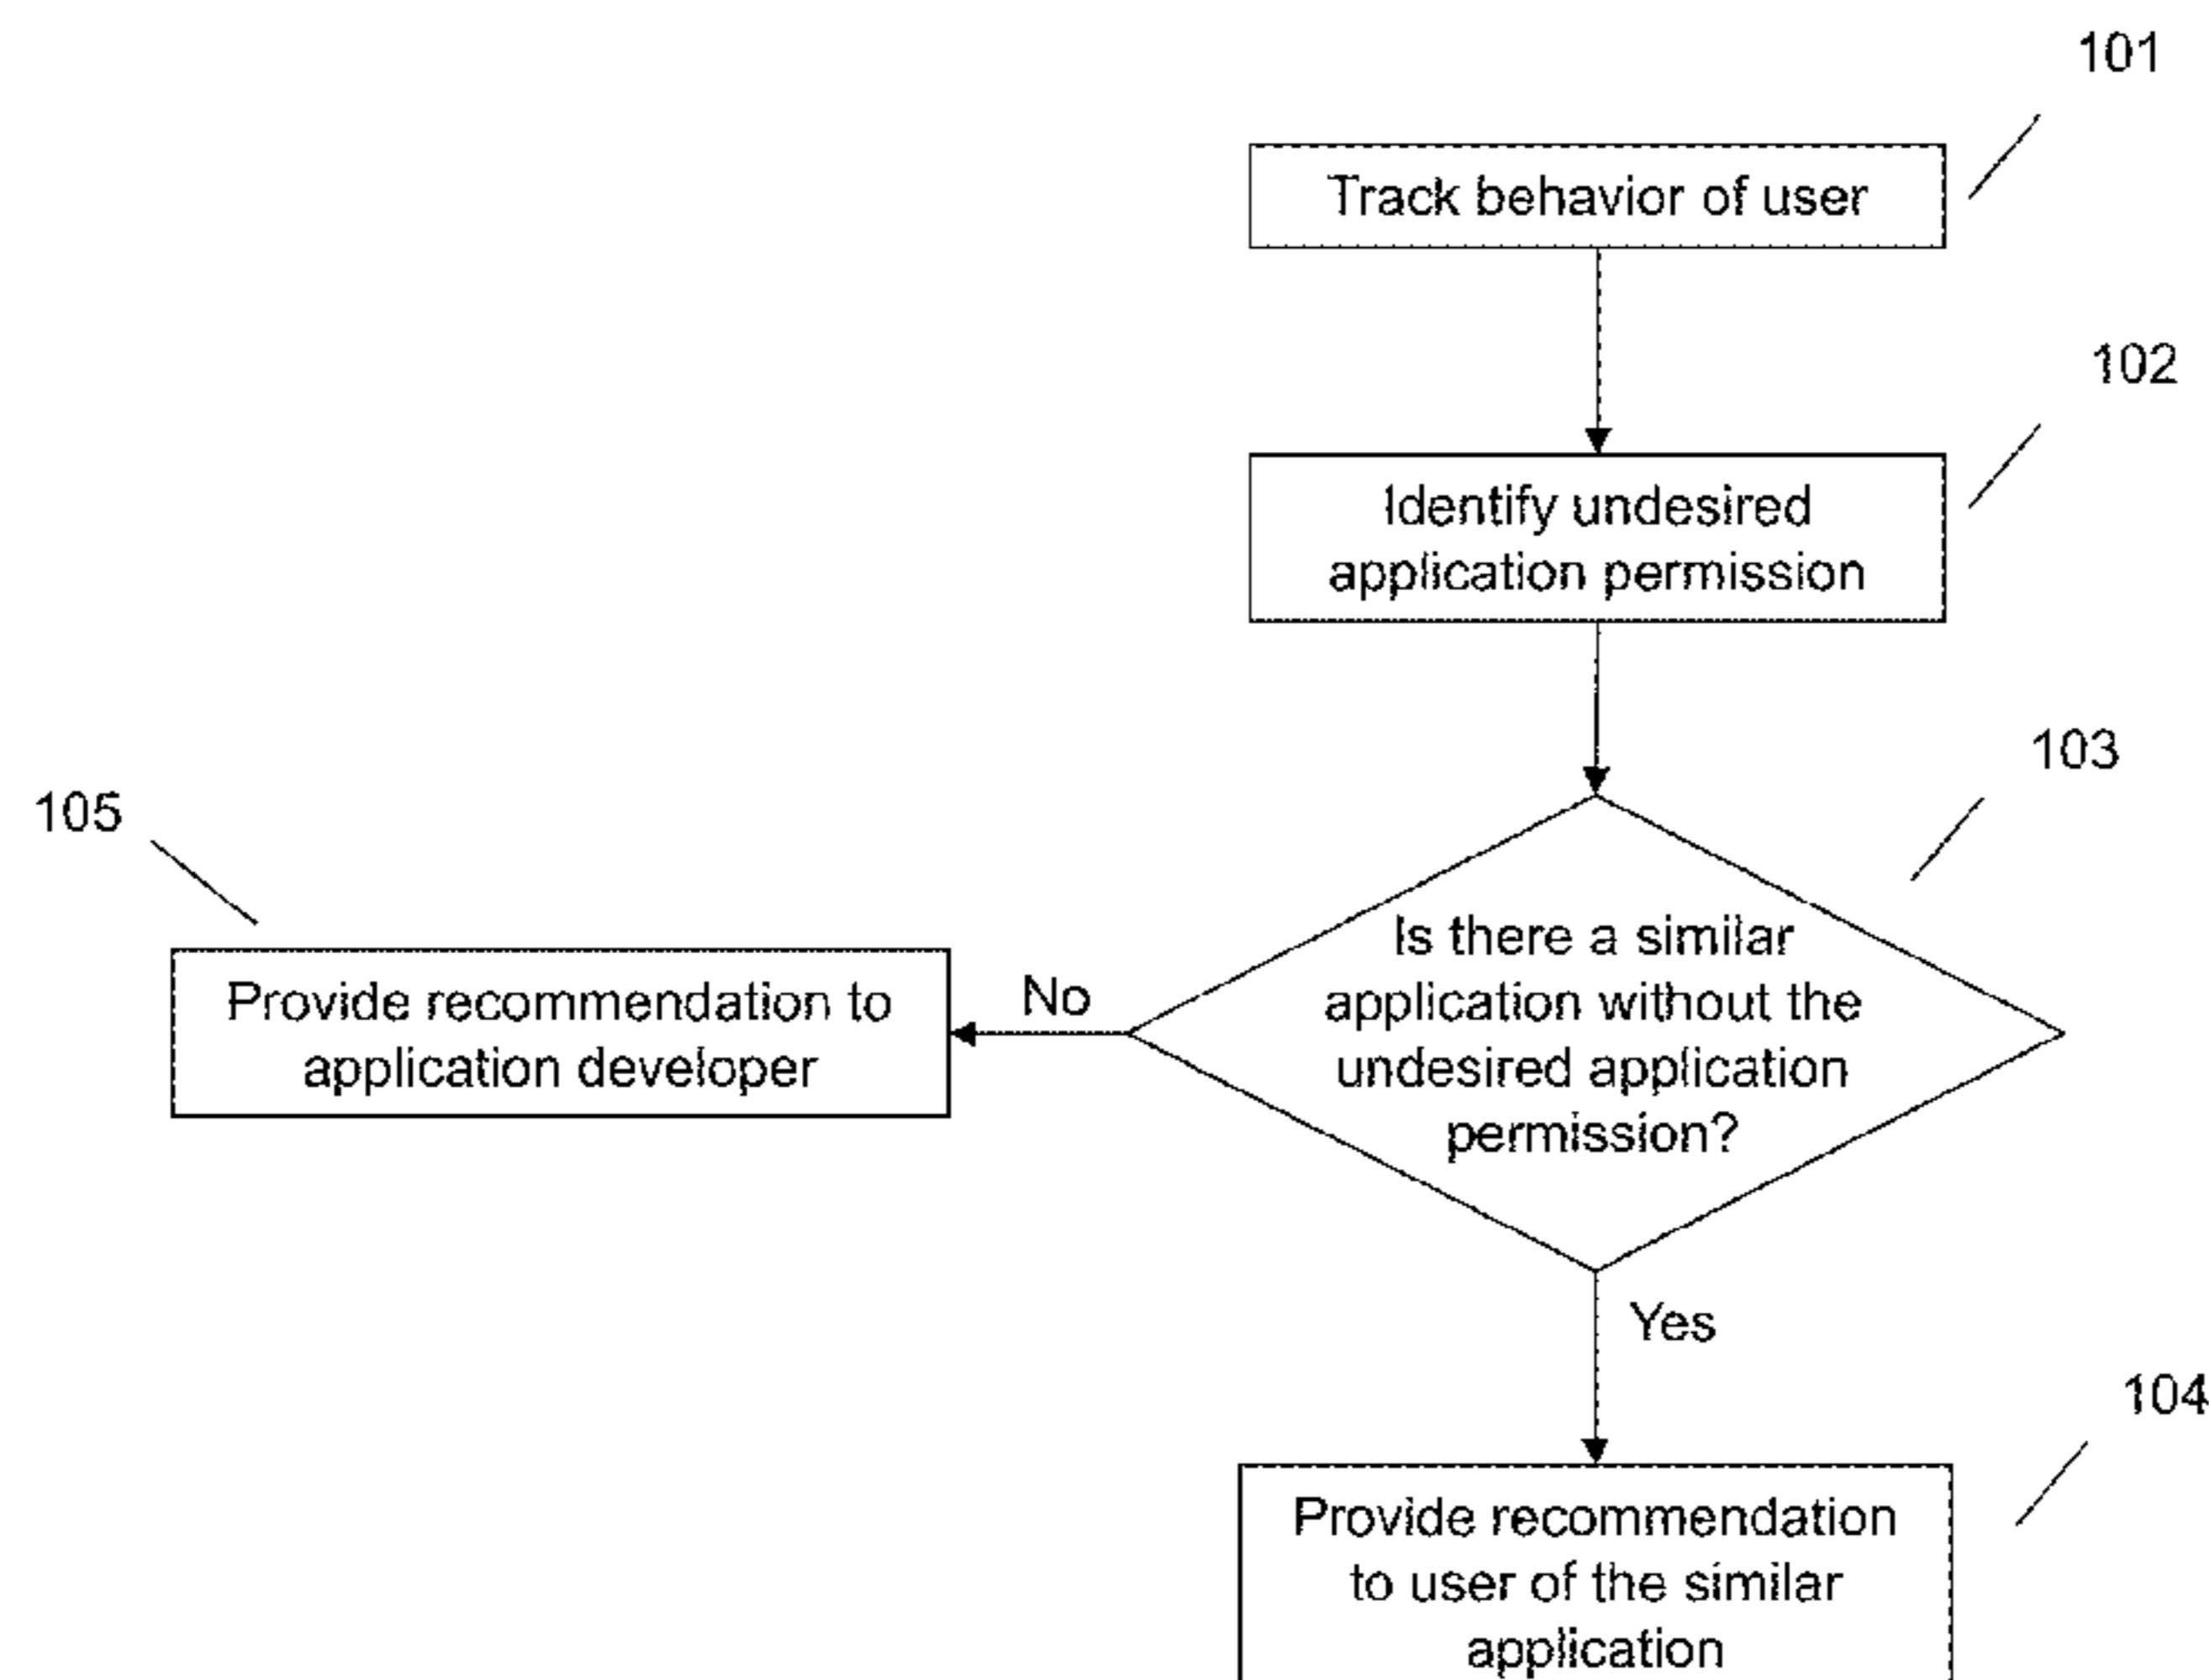 101
Track behavior of user
102
Identify undesired
application permission
103
105
Is there a similar
application without the
undesired application
permission?
No
Provide recommendation to
application developer
Yes
104
Provide recommendation
to user of the similar
application